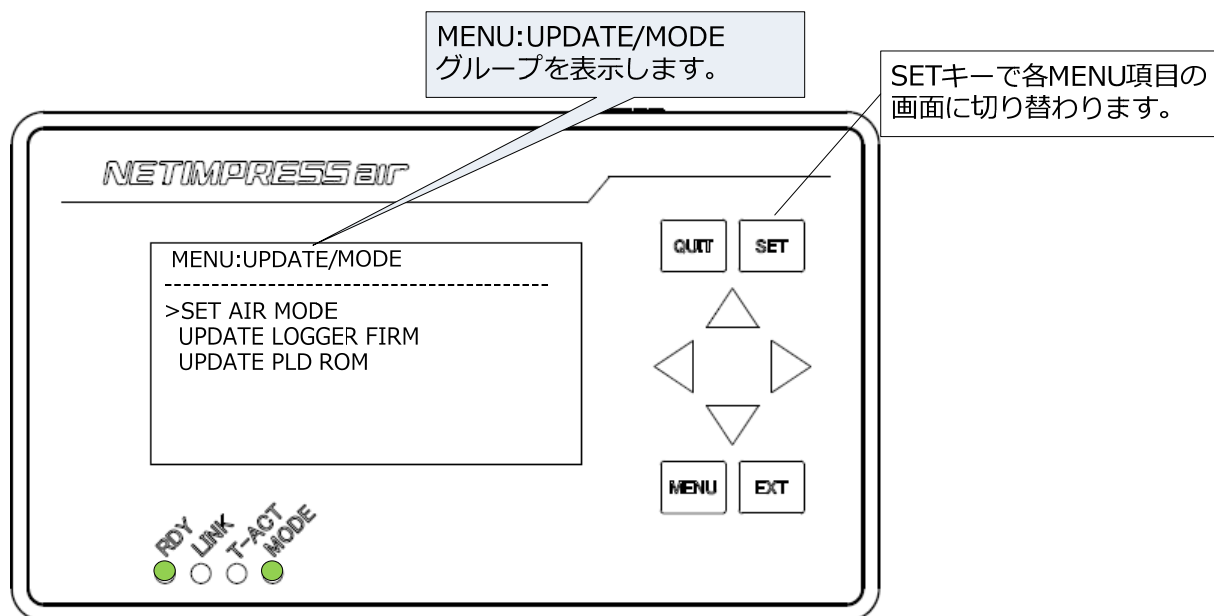 MENU:UPDATE/MODE
グループを表示します。
SETキーで各MENU項目の
画面に切り替わります。
NETIMPRESS air
QUIT
SET
MENU:UPDATE/MODE
----------------------------------------
>SET AIR MODE
UPDATE LOGGER FIRM
UPDATE PLD ROM
MENU
EXT
RDY
LINK
T-ACT
MODE